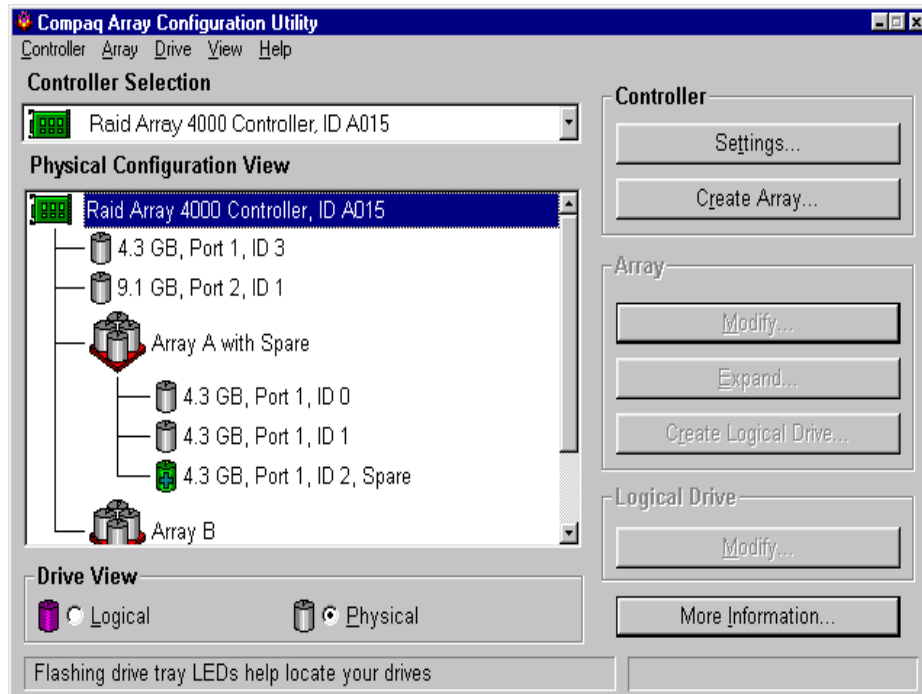 Compaq Array Configuration Utility
Controller Array Drive View Help
Controller Selection
Raid Array 4000 Controller, ID A015
Physical Configuration View
Raid Array 4000 Controller, ID A015
4.3 GB, Port 1, ID 3
9.1 GB, Port 2, ID 1
Array A with Spare
4.3 GB, Port 1, ID 0
4.3 GB, Port 1, ID 1
4.3 GB, Port 1, ID 2, Spare
Array B
Drive View
Logical
Physical
Controller
Settings...
Create Array...
Array
Modify...
Expand...
Create Logical Drive...
Logical Drive
Modify...
More Information...
Flashing drive tray LEDs help locate your drives